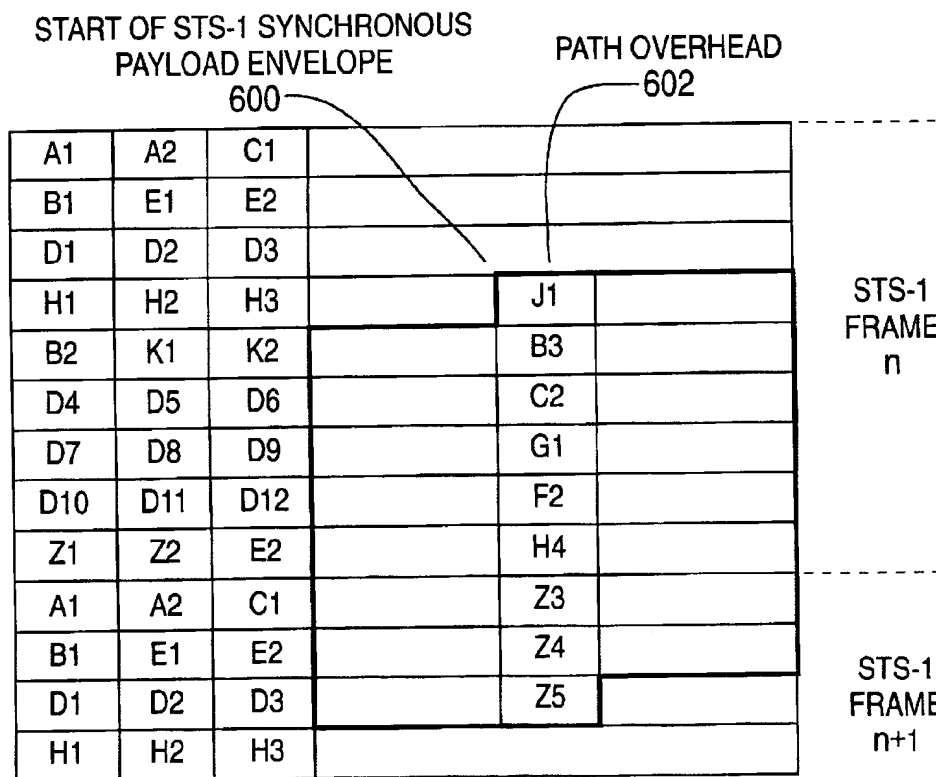 START OF STS-1 SYNCHRONOUS
PAYLOAD ENVELOPE
600
PATH OVERHEAD
602
A1 A2 C1
B1 E1 E2
D1 D2 D3
H1 H2 H3 J1
B2 K1 K2 B3
D4 D5 D6 C2
D7 D8 D9 G1
D10 D11 D12 F2
Z1 Z2 E2 H4
A1 A2 C1 Z3
B1 E1 E2 Z4
D1 D2 D3 Z5
H1 H2 H3
STS-1
FRAME
n
STS-1
FRAME
n+1